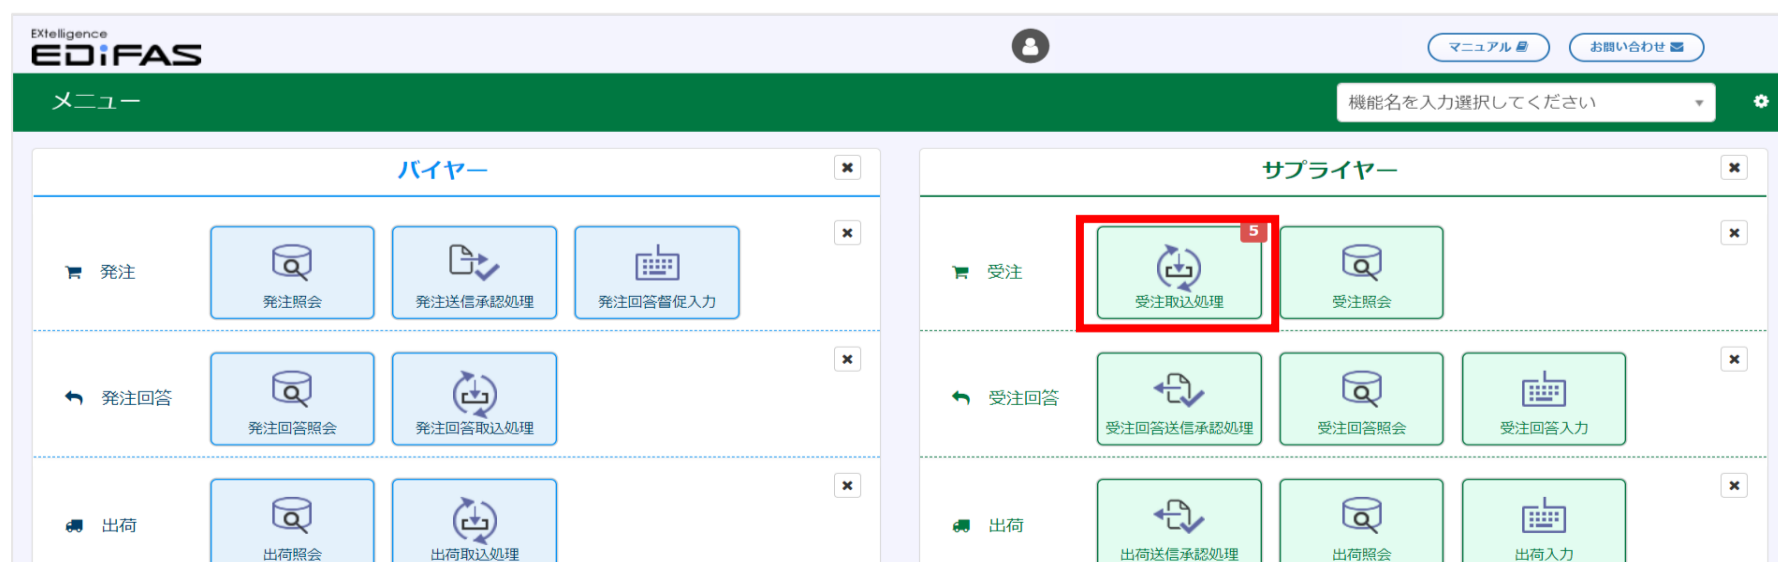 EXtelligence
EDiFAS
マニュアル
お問い合わせ
メニュー
機能名を入力選択してください
バイヤー
発注
発注照会
発注送信承認処理
発注回答督促入力
発注回答
発注回答照会
発注回答取込処理
出荷
出荷照会
出荷取込処理
サプライヤー
受注
5
受注取込処理
受注照会
受注回答
受注回答送信承認処理
受注回答照会
受注回答入力
出荷
出荷送信承認処理
出荷照会
出荷入力